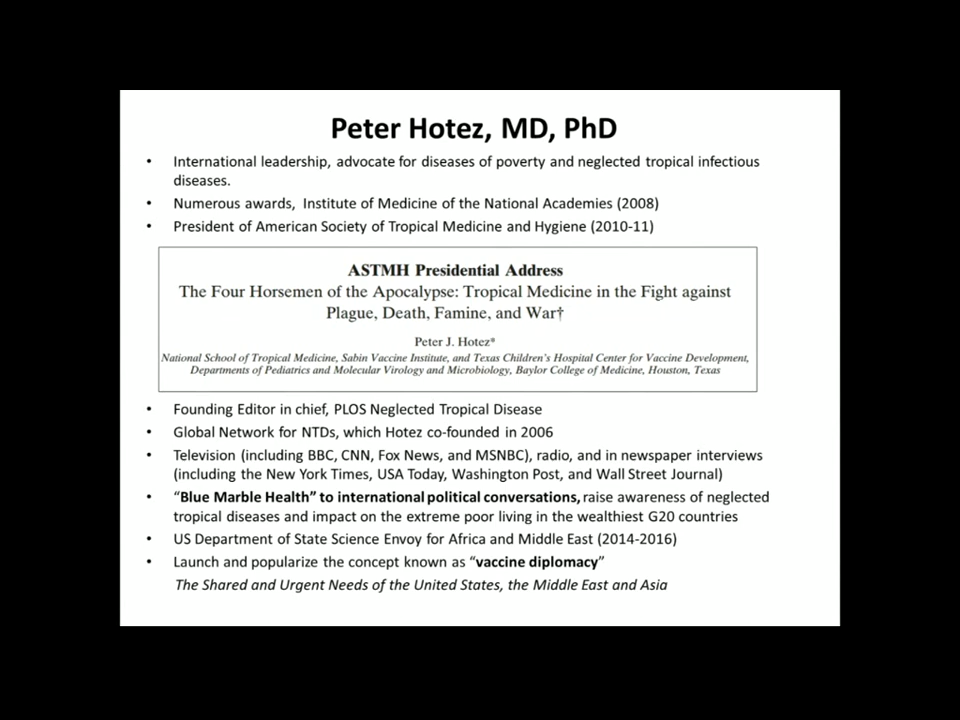 Peter Hotez, MD, PhD
• International leadership, advocate for diseases of poverty and neglected tropical infectious
diseases.
• Numerous awards, Institute of Medicine of the National Academies (2008)
• President of American Society of Tropical Medicine and Hygiene (2010-11)
ASTMH Presidential Address
The Four Horsemen of the Apocalypse: Tropical Medicine in the Fight against
Plague, Death, Famine, and War†
Peter J. Hotez*
National School of Tropical Medicine, Sabin Vaccine Institute, and Texas Children's Hospital Center for Vaccine Development,
Departments of Pediatrics and Molecular Virology and Microbiology, Baylor College of Medicine, Houston, Texas
• Founding Editor in chief, PLOS Neglected Tropical Disease
• Global Network for NTDs, which Hotez co-founded in 2006
• Television (including BBC, CNN, Fox News, and MSNBC), radio, and in newspaper interviews
(including the New York Times, USA Today, Washington Post, and Wall Street Journal)
• “Blue Marble Health” to international political conversations, raise awareness of neglected
tropical diseases and impact on the extreme poor living in the wealthiest G20 countries
• US Department of State Science Envoy for Africa and Middle East (2014-2016)
• Launch and popularize the concept known as “vaccine diplomacy”
The Shared and Urgent Needs of the United States, the Middle East and Asia